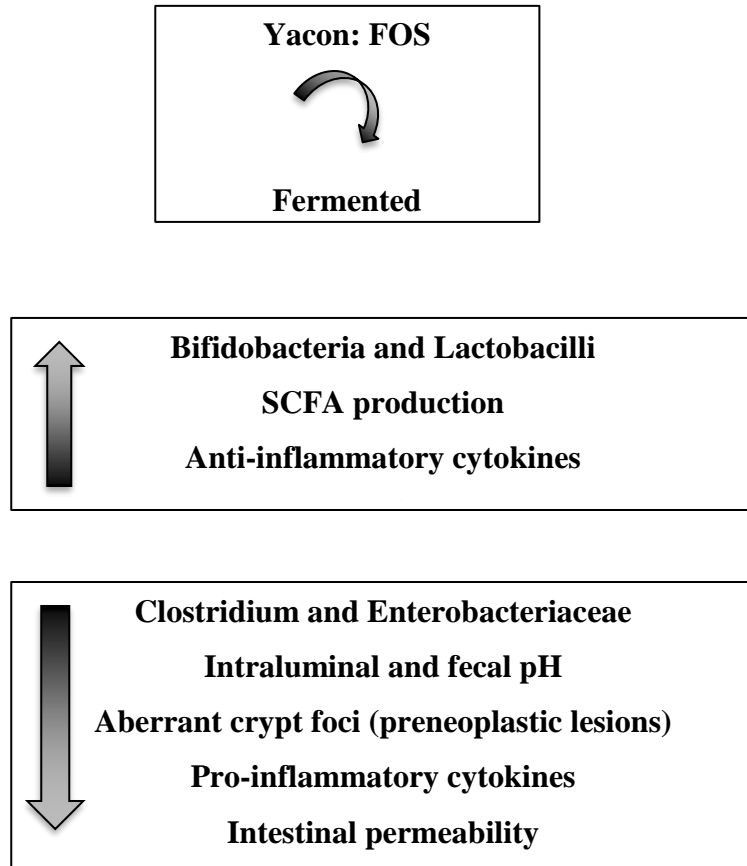 Yacon: FOS
Fermented
Bifidobacteria and Lactobacilli
SCFA production
Anti-inflammatory cytokines
Clostridium and Enterobacteriaceae
Intraluminal and fecal pH
Aberrant crypt foci (preneoplastic lesions)
Pro-inflammatory cytokines
Intestinal permeability